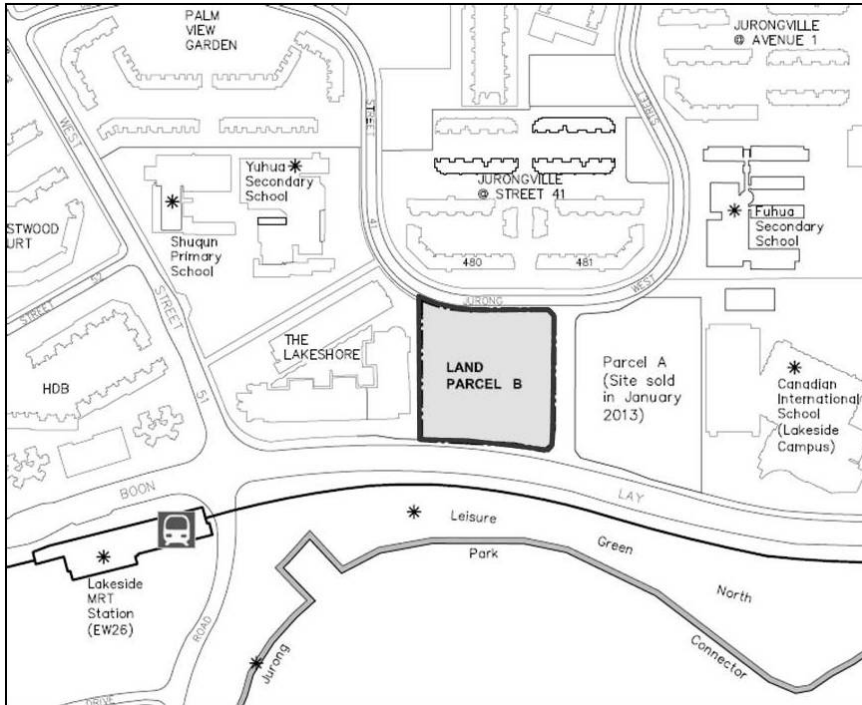 PALM
VIEW
GARDEN
JURONGVILLE
@ AVENUE 1
STREET
STREET
WEST
Yuhua
Secondary
School
JURONGVILLE
@ STREET 41
Fuhua
Secondary
School
STWOOD
URT
Shuqun
Primary
School
41
480
481
WEST
52
STREET
STREET
JURONG
THE
LAKESHORE
LAND
PARCEL B
Parcel A
(Site sold
in January
2013)
Canadian
International
School
(Lakeside
Campus)
HDB
51
BOON
LAY
Leisure
Park
Green
North
Connector
Lakeside
MRT
Station
(EW26)
ROAD
Jurong
DRIVE